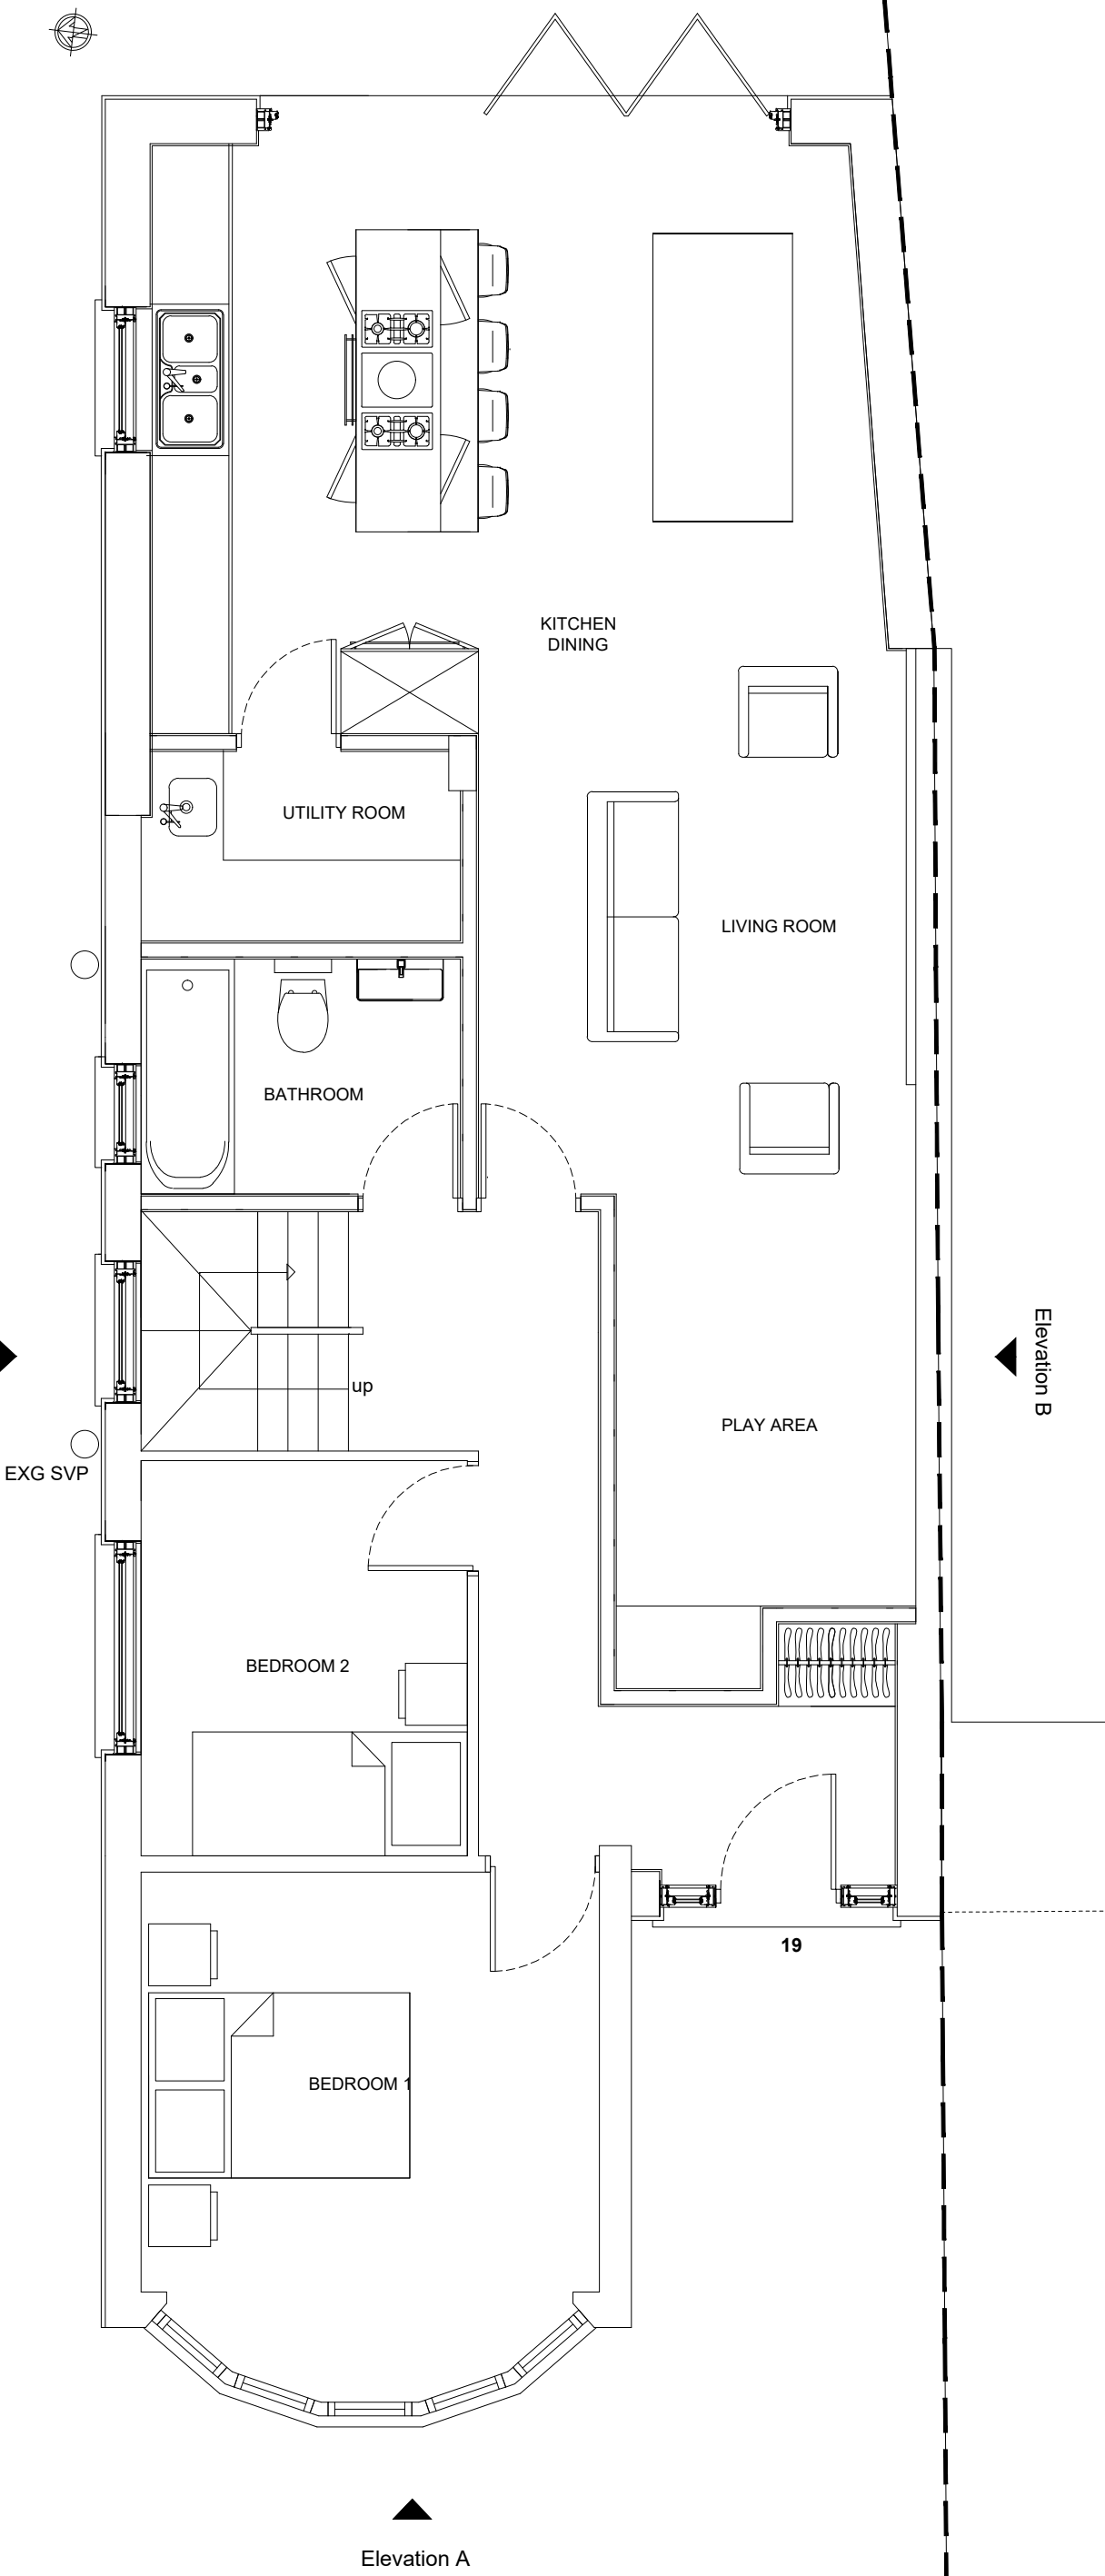 KITCHEN
DINING
UTILITY ROOM
LIVING ROOM
BATHROOM
Elevation B
up
PLAY AREA
EXG SVP
BEDROOM 2
19
BEDROOM 1
Elevation A